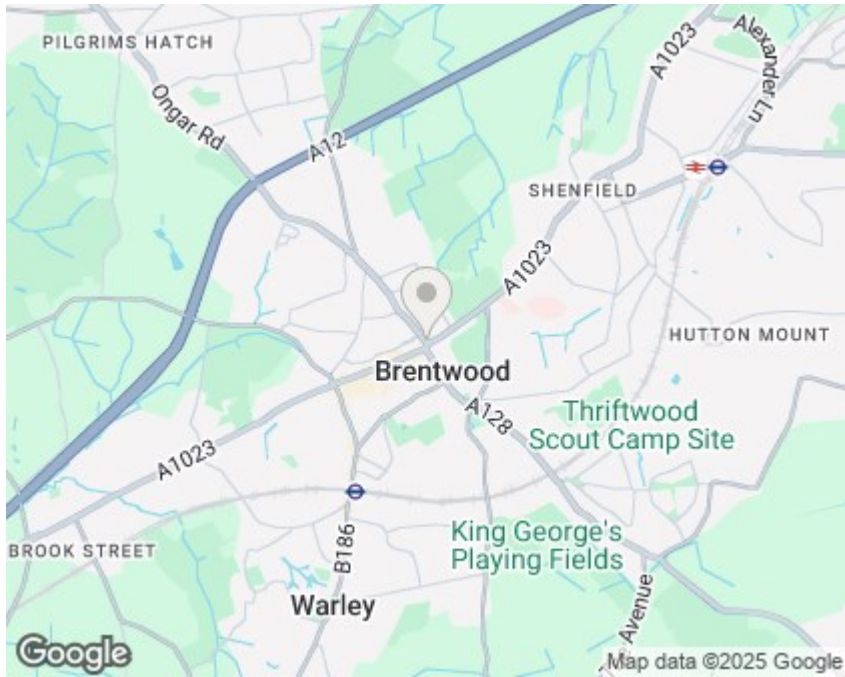 PILGRIMS HATCH
Ongar Rd
A12
A1023
Alexander Ln
SHENFIELD
A1023
HUTTON MOUNT
Brentwood
A128
Thriftwood
Scout Camp Site
A1023
BROOK STREET
B186
King George's
Playing Fields
Warley
Avenue
Google
Map data ©2025 Google